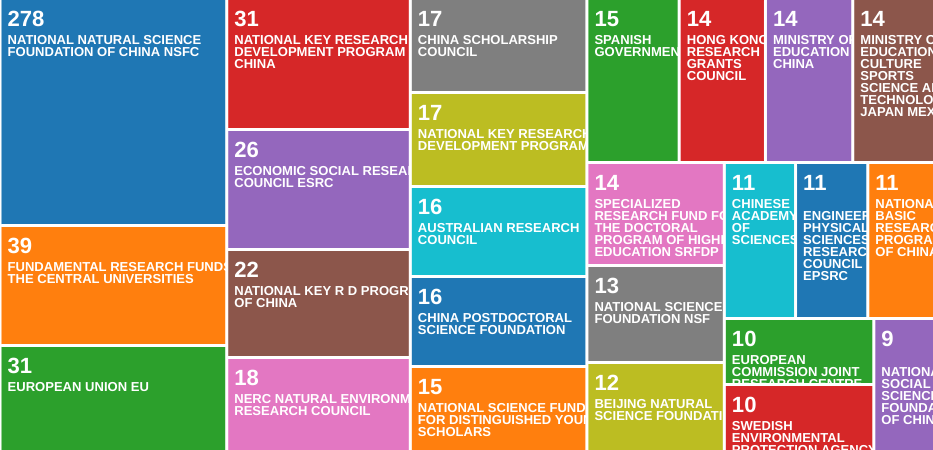 278
NATIONAL NATURAL SCIENCE
FOUNDATION OF CHINA NSFC
39
FUNDAMENTAL RESEARCH FUNDS
THE CENTRAL UNIVERSITIES
31
EUROPEAN UNION EU
31
NATIONAL KEY RESEARCH
DEVELOPMENT PROGRAM
CHINA
26
ECONOMIC SOCIAL RESEA
COUNCIL ESRC
22
NATIONAL KEY R D PROGR
OF CHINA
18
NERC NATURAL ENVIRONM
RESEARCH COUNCIL
17
CHINA SCHOLARSHIP
COUNCIL
17
NATIONAL KEY RESEARCH
DEVELOPMENT PROGRAM
16
AUSTRALIAN RESEARCH
COUNCIL
16
CHINA POSTDOCTORAL
SCIENCE FOUNDATION
15
NATIONAL SCIENCE FUND
FOR DISTINGUISHED YOU
SCHOLARS
15
SPANISH
GOVERNMEN
14
HONG KONG
RESEARCH
GRANTS
COUNCIL
14
MINISTRY OF
EDUCATION
CHINA
14
MINISTRY O
EDUCATION
CULTURE
SPORTS
SCIENCE A
TECHNOLO
JAPAN MEX
14
SPECIALIZED
RESEARCH FUND FO
THE DOCTORAL
PROGRAM OF HIGH
EDUCATION SRFDP
13
NATIONAL SCIENCE
FOUNDATION NSF
12
BEIJING NATURAL
SCIENCE FOUNDATI
11
CHINESE
ACADEMY
OF
SCIENCES
11
ENGINEER
PHYSICAL
SCIENCES
RESEARC
COUNCIL
EPSRC
11
NATIONA
BASIC
RESEARC
PROGRA
OF CHINA
10
EUROPEAN
COMMISSION JOINT
RESEARCH CENTRE
10
SWEDISH
ENVIRONMENTAL
PROTECTION AGENCY
9
NATIONA
SOCIAL
SCIENC
FOUNDA
OF CHIN